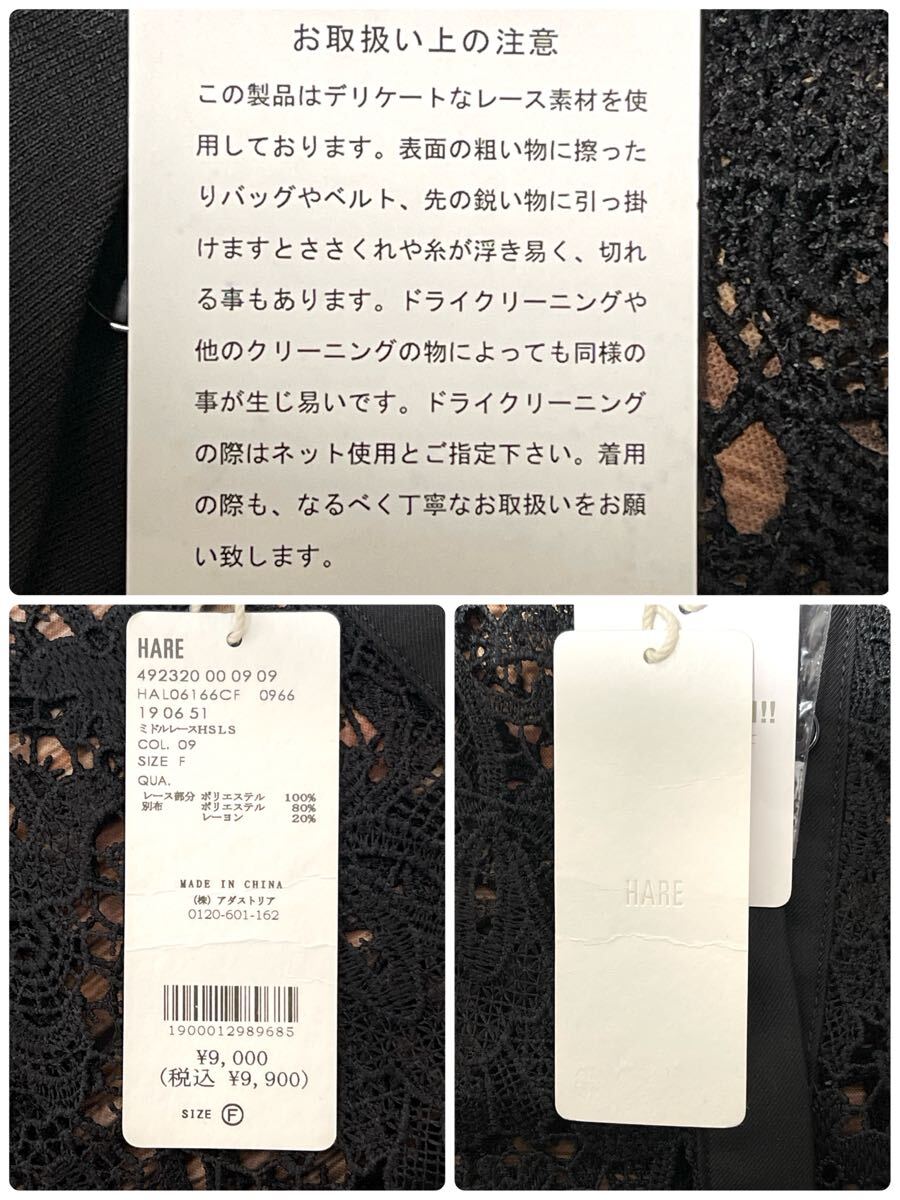 お取扱い上の注意
この製品はデリケートなレース素材を使
用しております。表面の粗い物に擦った
りバッグやベルト、先の鋭い物に引っ掛
けますとささくれや糸が浮き易く、切れ
る事もあります。ドライクリーニングや
他のクリーニングの物によっても同様の
事が生じ易いです。ドライクリーニング
の際はネット使用とご指定下さい。着用
の際も、なるべく丁寧なお取扱いをお願
い致します。
HARE
492320 00 09 09
HAL06166CF 0966
19 06 51
ミドルレースHSLS
COL. 09
SIZE F
QUA.
レース部分 ポリエステル 100%
別布 ポリエステル 80%
レーヨン 20%
MADE IN CHINA
(株) アダストリア
0120-601-162
1900012989685
¥9,000
(税込 ¥9,900)
SIZE F
HARE
!!